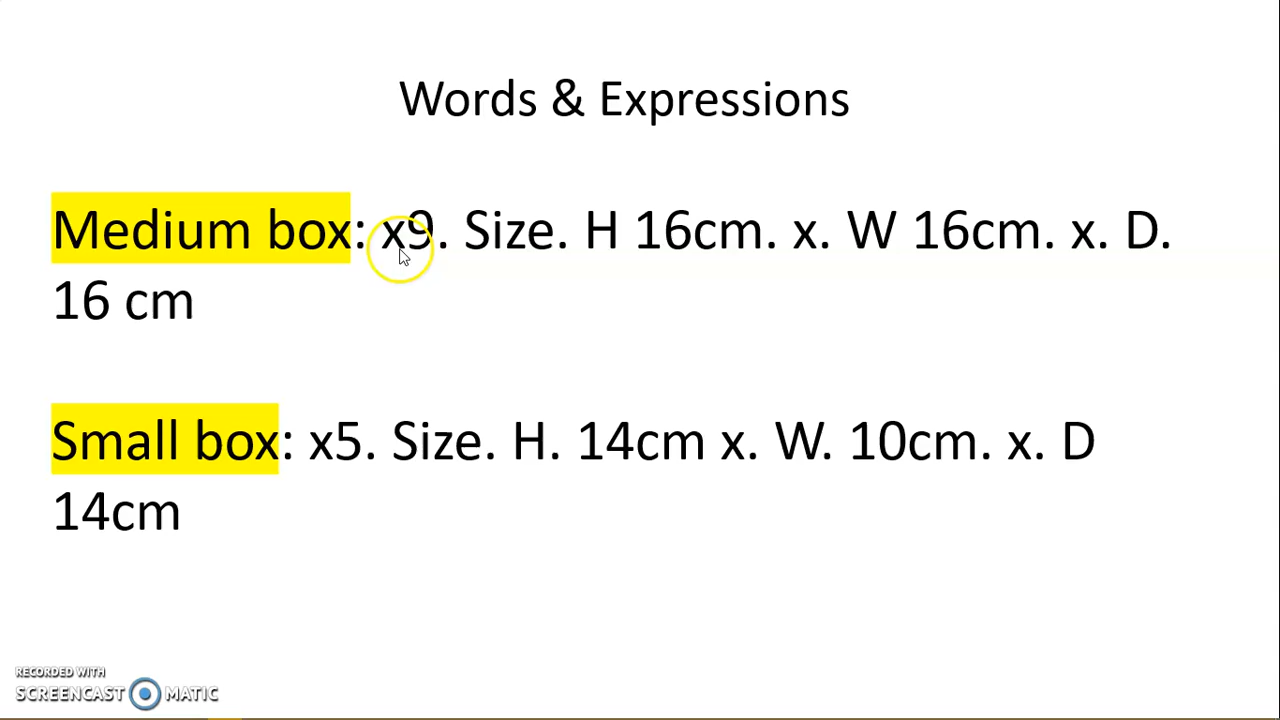 Words & Expressions
Medium box: x9. Size. H 16cm. x. W 16cm. x. D.
16 cm
Small box: x5. Size. H. 14cm x. W. 10cm. x. D
14cm
RECORDED WITH
SCREENCAST MATIC